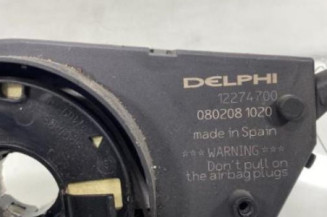 DELPHI
12274700
080208 1020
made in Spain
☆☆☆WARNING☆☆☆
Don't pull on
the airbag plugs